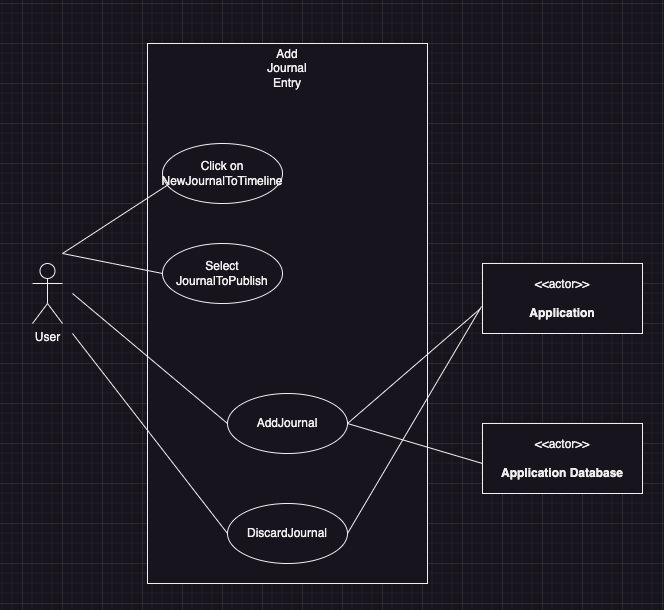 Add
Journal
Entry
Click on
NewJournalToTimeline
Select
JournalToPublish
<<actor>>
Application
User
AddJournal
<<actor>>
Application Database
DiscardJournal